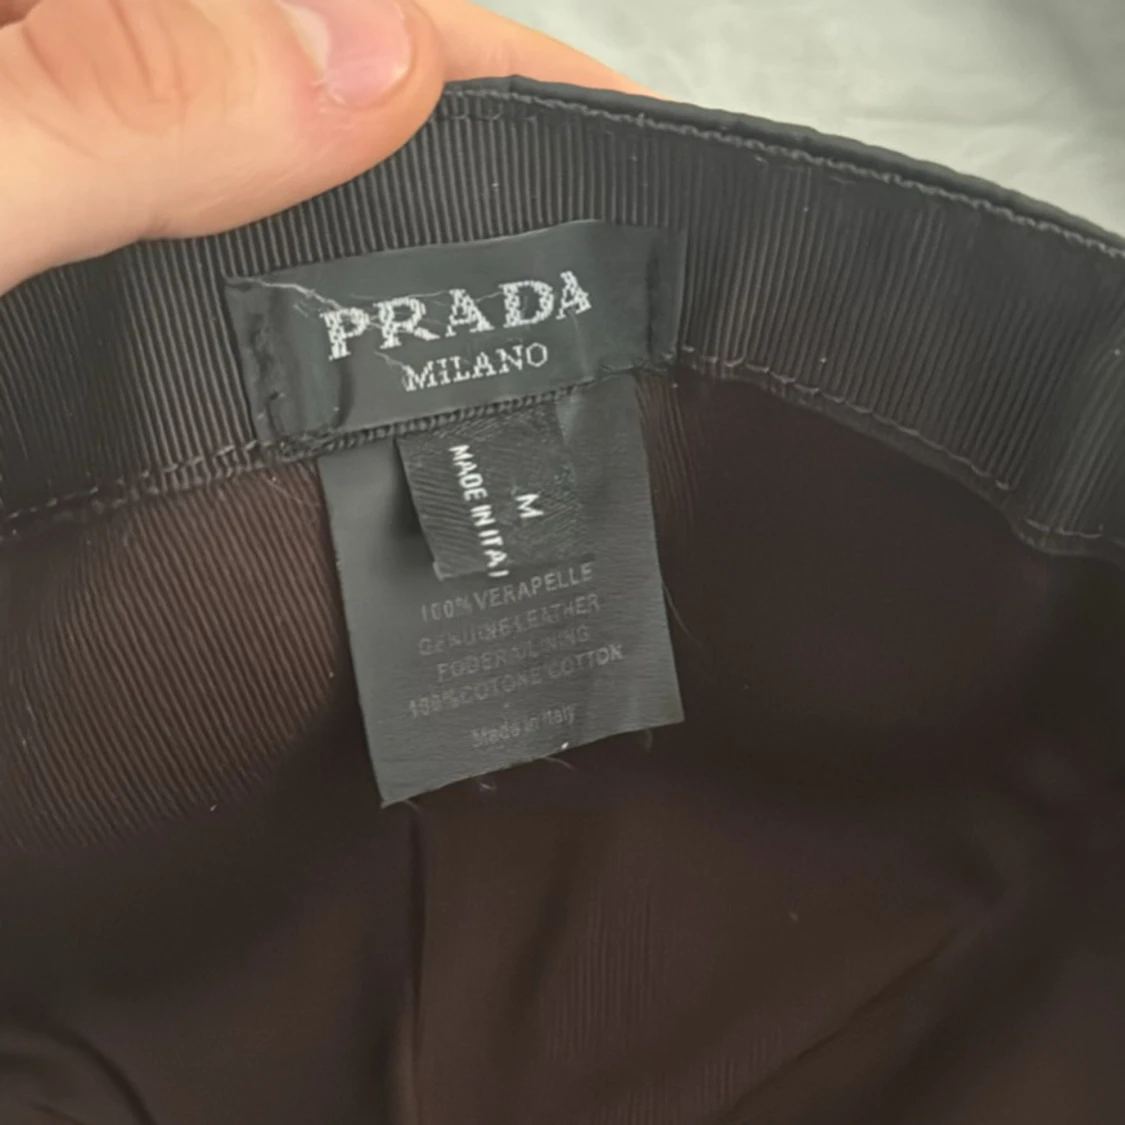 PRADA
MILANO
MADE IN ITA
M
100% VERAPELLE
GENUINE LEATHER
FODERA/LINING
100% COTONE COTTON
Made in Italy